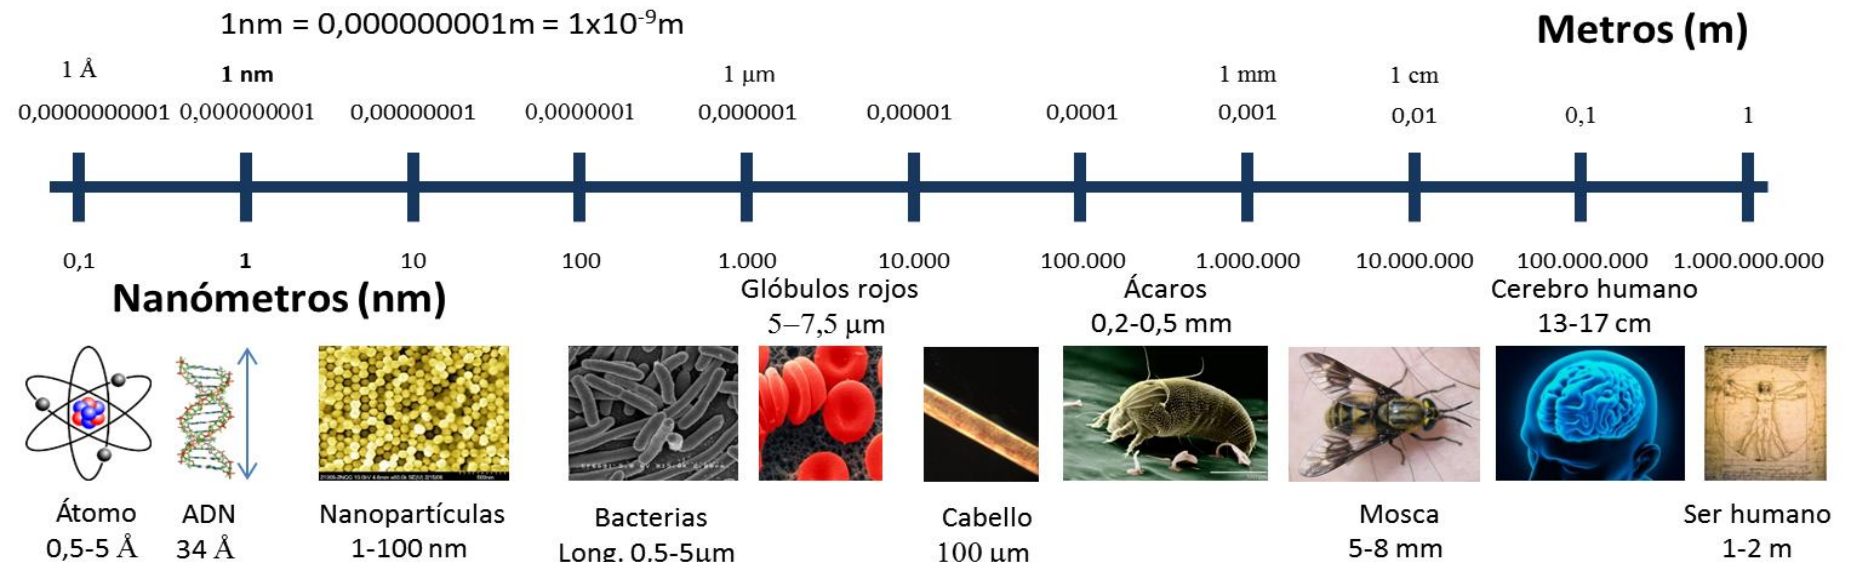 1nm = 0,000000001m = 1x10⁻⁹m
Metros (m)
1 Å 1 nm 1 μm 1 mm 1 cm
0,0000000001 0,000000001 0,00000001 0,0000001 0,000001 0,00001 0,0001 0,001 0,01 0,1 1
0,1 1 10 100 1.000 10.000 100.000 1.000.000 10.000.000 100.000.000 1.000.000.000
Nanómetros (nm)
Glóbulos rojos
5–7,5 μm
Ácaros
0,2-0,5 mm
Cerebro humano
13-17 cm
Átomo
0,5-5 Å
ADN
34 Å
Nanopartículas
1-100 nm
Bacterias
Long. 0.5-5μm
Cabello
100 μm
Mosca
5-8 mm
Ser humano
1-2 m